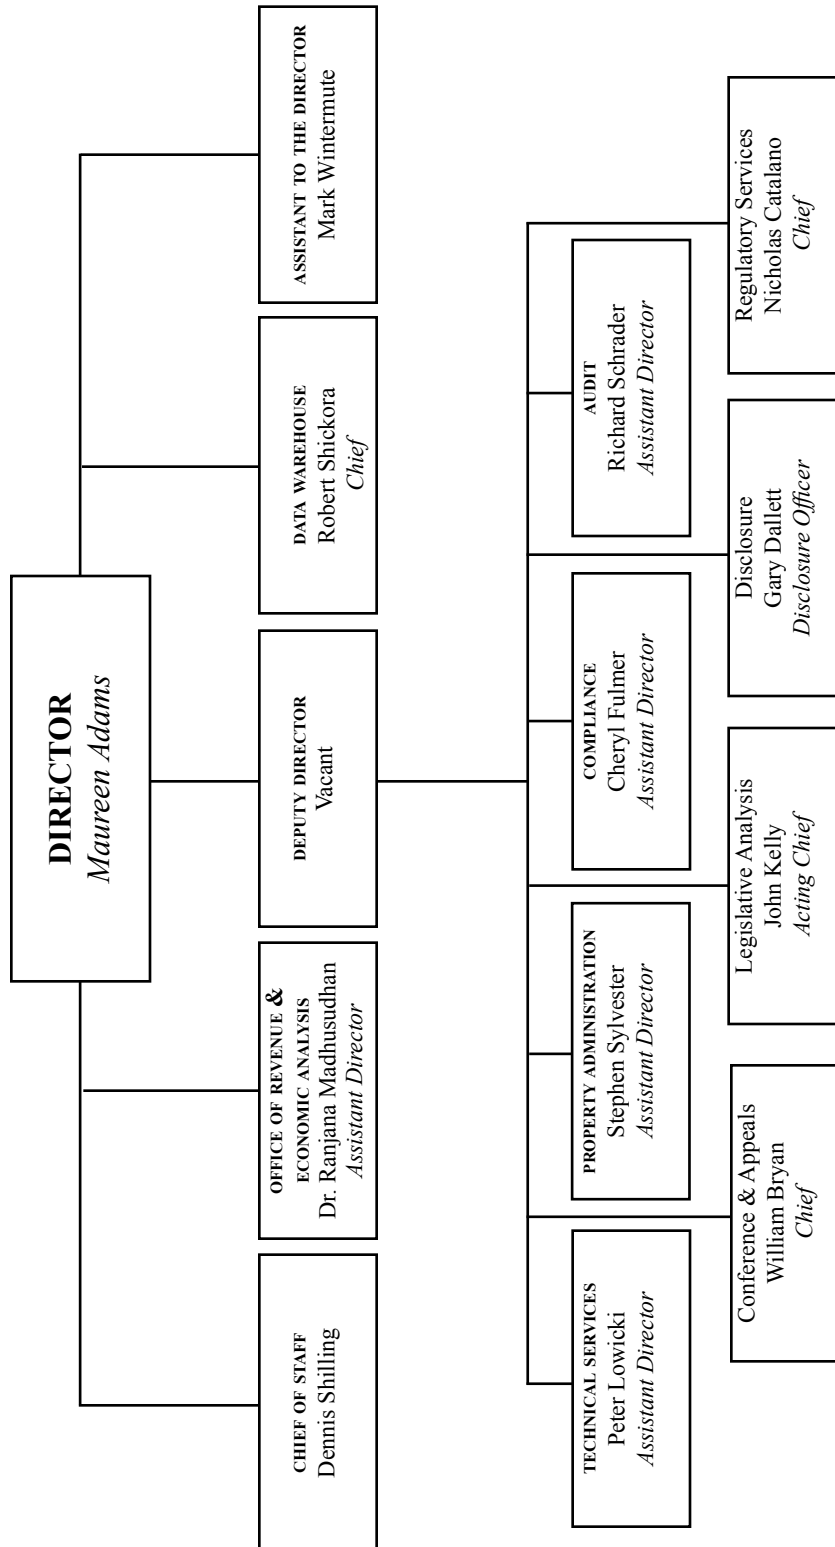 DIRECTOR
Maureen Adams
CHIEF OF STAFF
Dennis Shilling
OFFICE OF REVENUE &
ECONOMIC ANALYSIS
Dr. Ranjana Madhusudhan
Assistant Director
DEPUTY DIRECTOR
Vacant
DATA WAREHOUSE
Robert Shickora
Chief
ASSISTANT TO THE DIRECTOR
Mark Wintermute
TECHNICAL SERVICES
Peter Lowicki
Assistant Director
PROPERTY ADMINISTRATION
Stephen Sylvester
Assistant Director
COMPLIANCE
Cheryl Fulmer
Assistant Director
AUDIT
Richard Schrader
Assistant Director
Conference & Appeals
William Bryan
Chief
Legislative Analysis
John Kelly
Acting Chief
Disclosure
Gary Dallett
Disclosure Officer
Regulatory Services
Nicholas Catalano
Chief